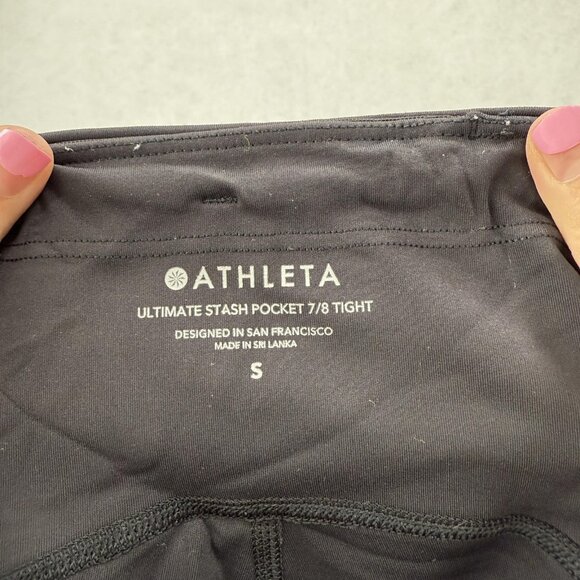 ATHLETA
ULTIMATE STASH POCKET 7/8 TIGHT
DESIGNED IN SAN FRANCISCO
MADE IN SRI LANKA
S